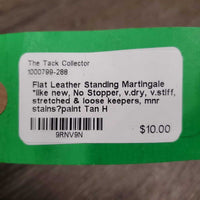 The Tack Collector
1000799-288
Flat Leather Standing Martingale
*like new, No Stopper, v.dry, v.stiff,
stretched & loose keepers, mnr
stains?paint Tan H
9RNV9N
$10.00